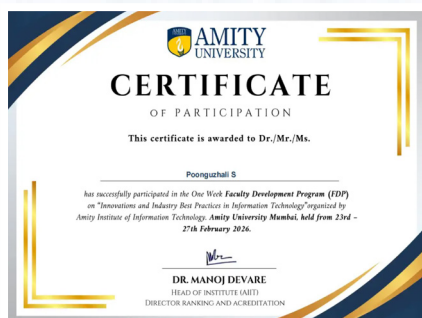 AMITY
AMITY
UNIVERSITY
CERTIFICATE
OF PARTICIPATION
This certificate is awarded to Dr./Mr./Ms.
Poonguzhali S
has successfully participated in the One Week Faculty Development Program (FDP)
on "Innovations and Industry Best Practices in Information Technology"organized by
Amity Institute of Information Technology. Amity University Mumbai, held from 23rd –
27th February 2026.
DR. MANOJ DEVARE
HEAD OF INSTITUTE (AIIT)
DIRECTOR RANKING AND ACREDITATION